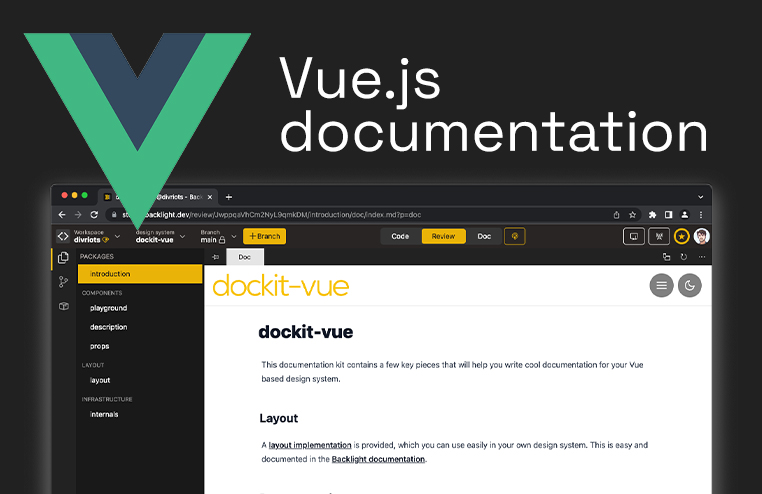 Vue.js
documentation
@divriots - Back
backlight.dev/review/JwppqaVhCm2NyL9qmkDM/introduction/doc/index.md?p=doc
Workspace
divriots
design system
dockit-vue
Branch
main
+ Branch
Code
Review
Doc
PACKAGES
introduction
COMPONENTS
playground
description
props
LAYOUT
layout
INFRASTRUCTURE
internals
Doc
dockit-vue
dockit-vue
This documentation kit contains a few key pieces that will help you write cool documentation for your Vue
based design system.
Layout
A layout implementation is provided, which you can use easily in your own design system. This is easy and
documented in the Backlight documentation.